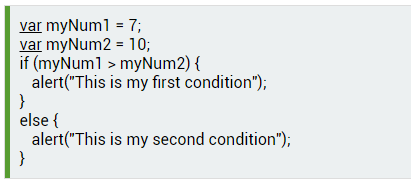 var myNum1 = 7;
var myNum2 = 10;
if (myNum1 > myNum2) {
alert("This is my first condition");
}
else {
alert("This is my second condition");
}